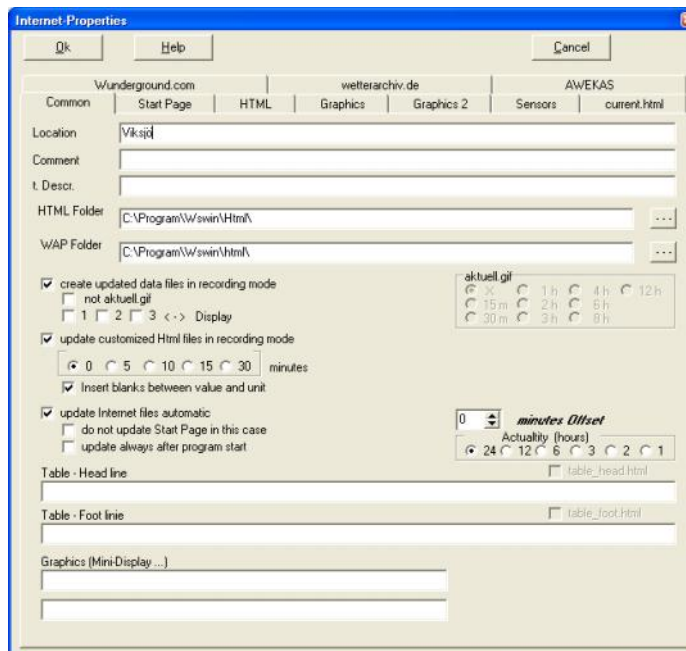 Internet-Properties
Ok Help Cancel
Wunderground.com wetterarchiv.de AWEKAS
Common Start Page HTML Graphics Graphics 2 Sensors current.html
Location Viksjö
Comment
t. Descr.
HTML Folder C:\Program\Wswin\Html\ ...
WAP Folder C:\Program\Wswin\html\ ...
create updated data files in recording mode
not aktuell.gif
1 2 3 <-> Display
aktuell.gif
X 1 h 4 h 12 h
15 m 2 h 6 h
30 m 3 h 8 h
update customized Html files in recording mode
0 5 10 15 30 minutes
Insert blanks between value and unit
update Internet files automatic
do not update Start Page in this case
update always after program start
0 minutes Offset
Actualtity (hours)
24 12 6 3 2 1
Table - Head line table_head.html
Table - Foot linie table_foot.html
Graphics (Mini-Display ...)